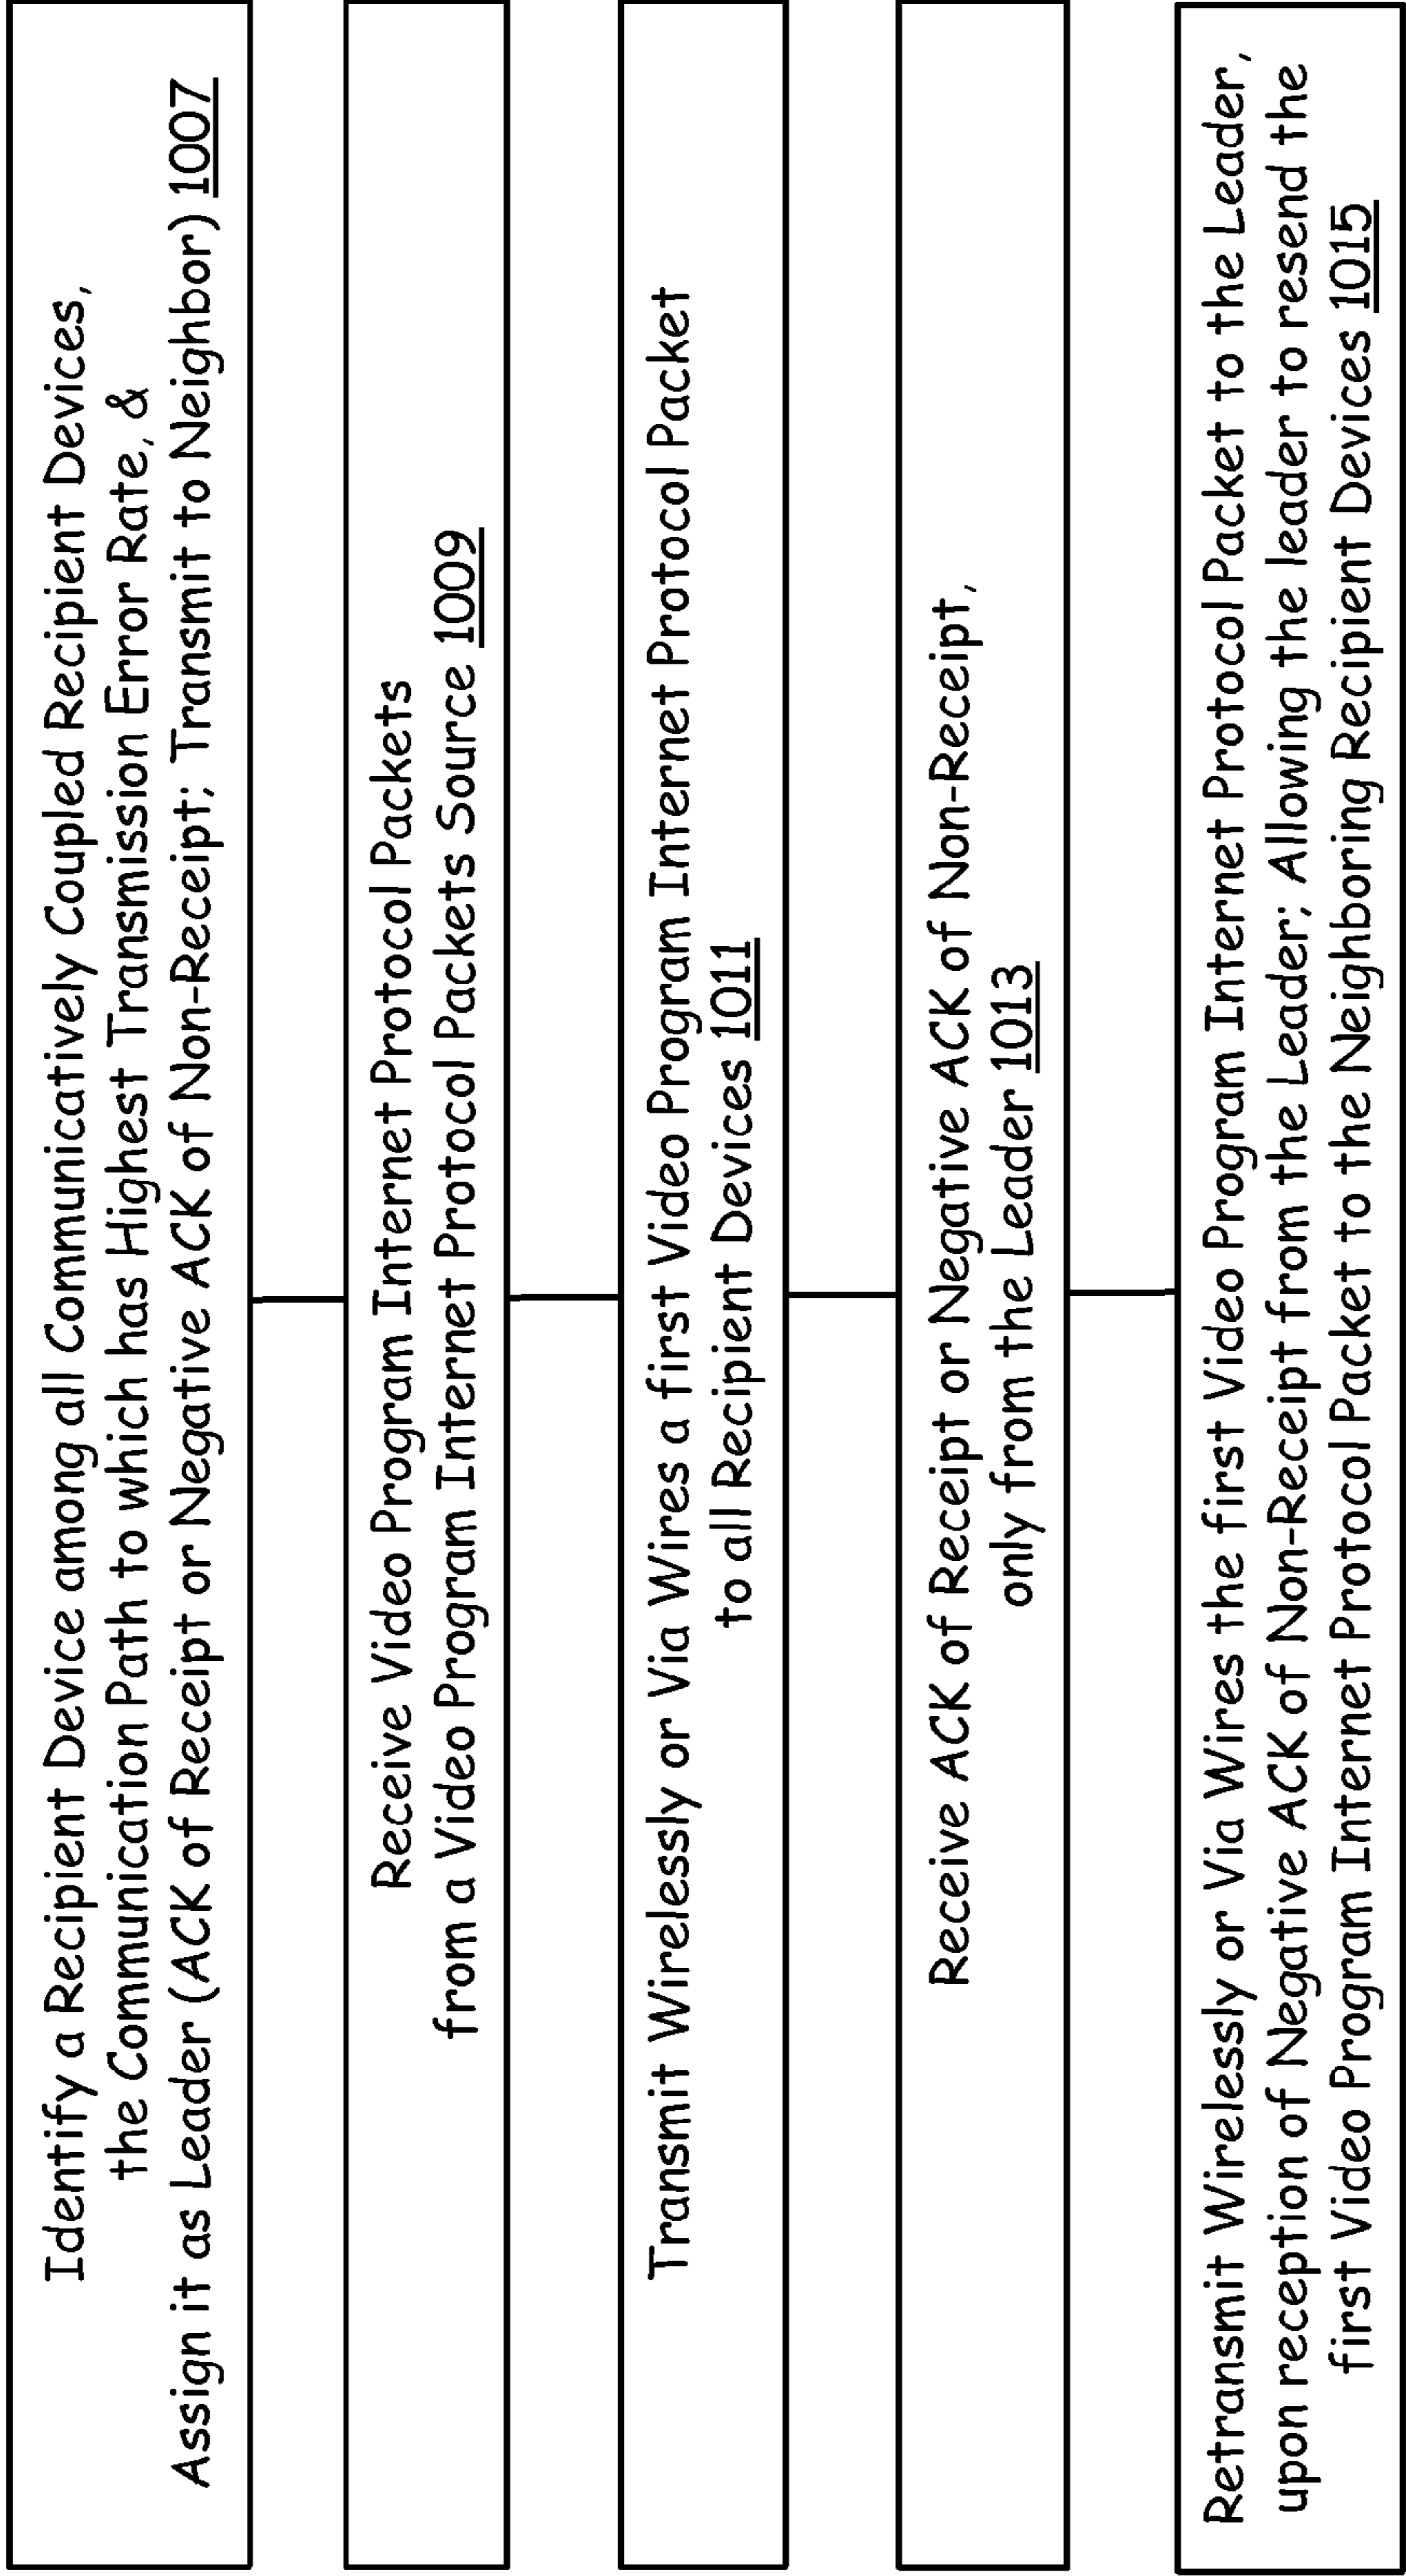 Identify a Recipient Device among all Communicatively Coupled Recipient Devices,
the Communication Path to which has Highest Transmission Error Rate, &
Assign it as Leader (ACK of Receipt or Negative ACK of Non-Receipt; Transmit to Neighbor) 1007
Receive Video Program Internet Protocol Packets
from a Video Program Internet Protocol Packets Source 1009
Transmit Wirelessly or Via Wires a first Video Program Internet Protocol Packet
to all Recipient Devices 1011
Receive ACK of Receipt or Negative ACK of Non-Receipt,
only from the Leader 1013
Retransmit Wirelessly or Via Wires the first Video Program Internet Protocol Packet to the Leader,
upon reception of Negative ACK of Non-Receipt from the Leader; Allowing the leader to resend the
first Video Program Internet Protocol Packet to the Neighboring Recipient Devices 1015